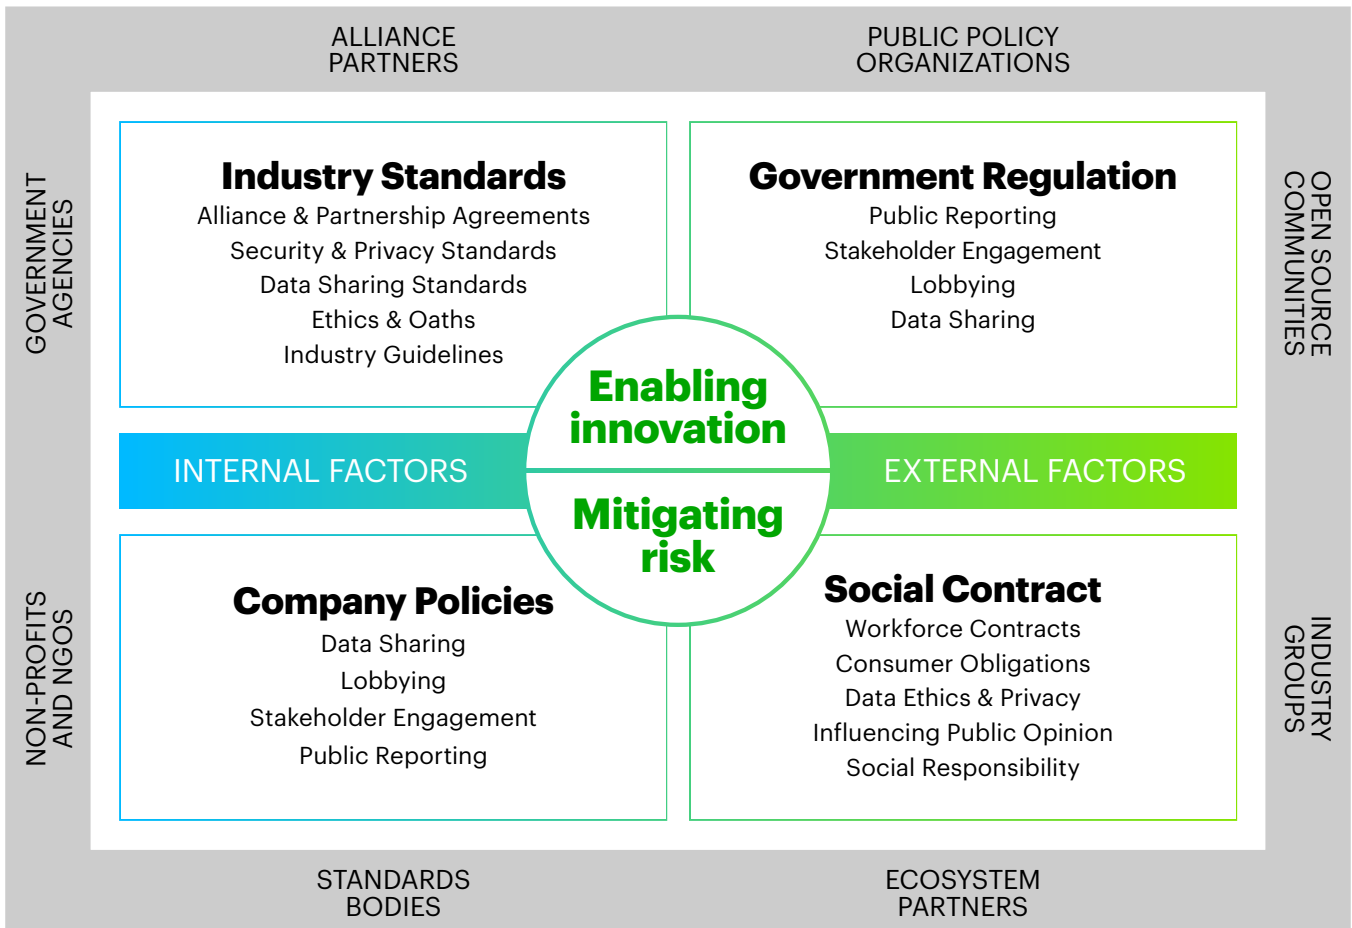 ALLIANCE
PARTNERS
PUBLIC POLICY
ORGANIZATIONS
GOVERNMENT
AGENCIES
Industry Standards
Alliance & Partnership Agreements
Security & Privacy Standards
Data Sharing Standards
Ethics & Oaths
Industry Guidelines
Government Regulation
Public Reporting
Stakeholder Engagement
Lobbying
Data Sharing
OPEN SOURCE
COMMUNITIES
Enabling
innovation
INTERNAL FACTORS
EXTERNAL FACTORS
Mitigating
risk
NON-PROFITS
AND NGOS
Company Policies
Data Sharing
Lobbying
Stakeholder Engagement
Public Reporting
Social Contract
Workforce Contracts
Consumer Obligations
Data Ethics & Privacy
Influencing Public Opinion
Social Responsibility
INDUSTRY
GROUPS
STANDARDS
BODIES
ECOSYSTEM
PARTNERS